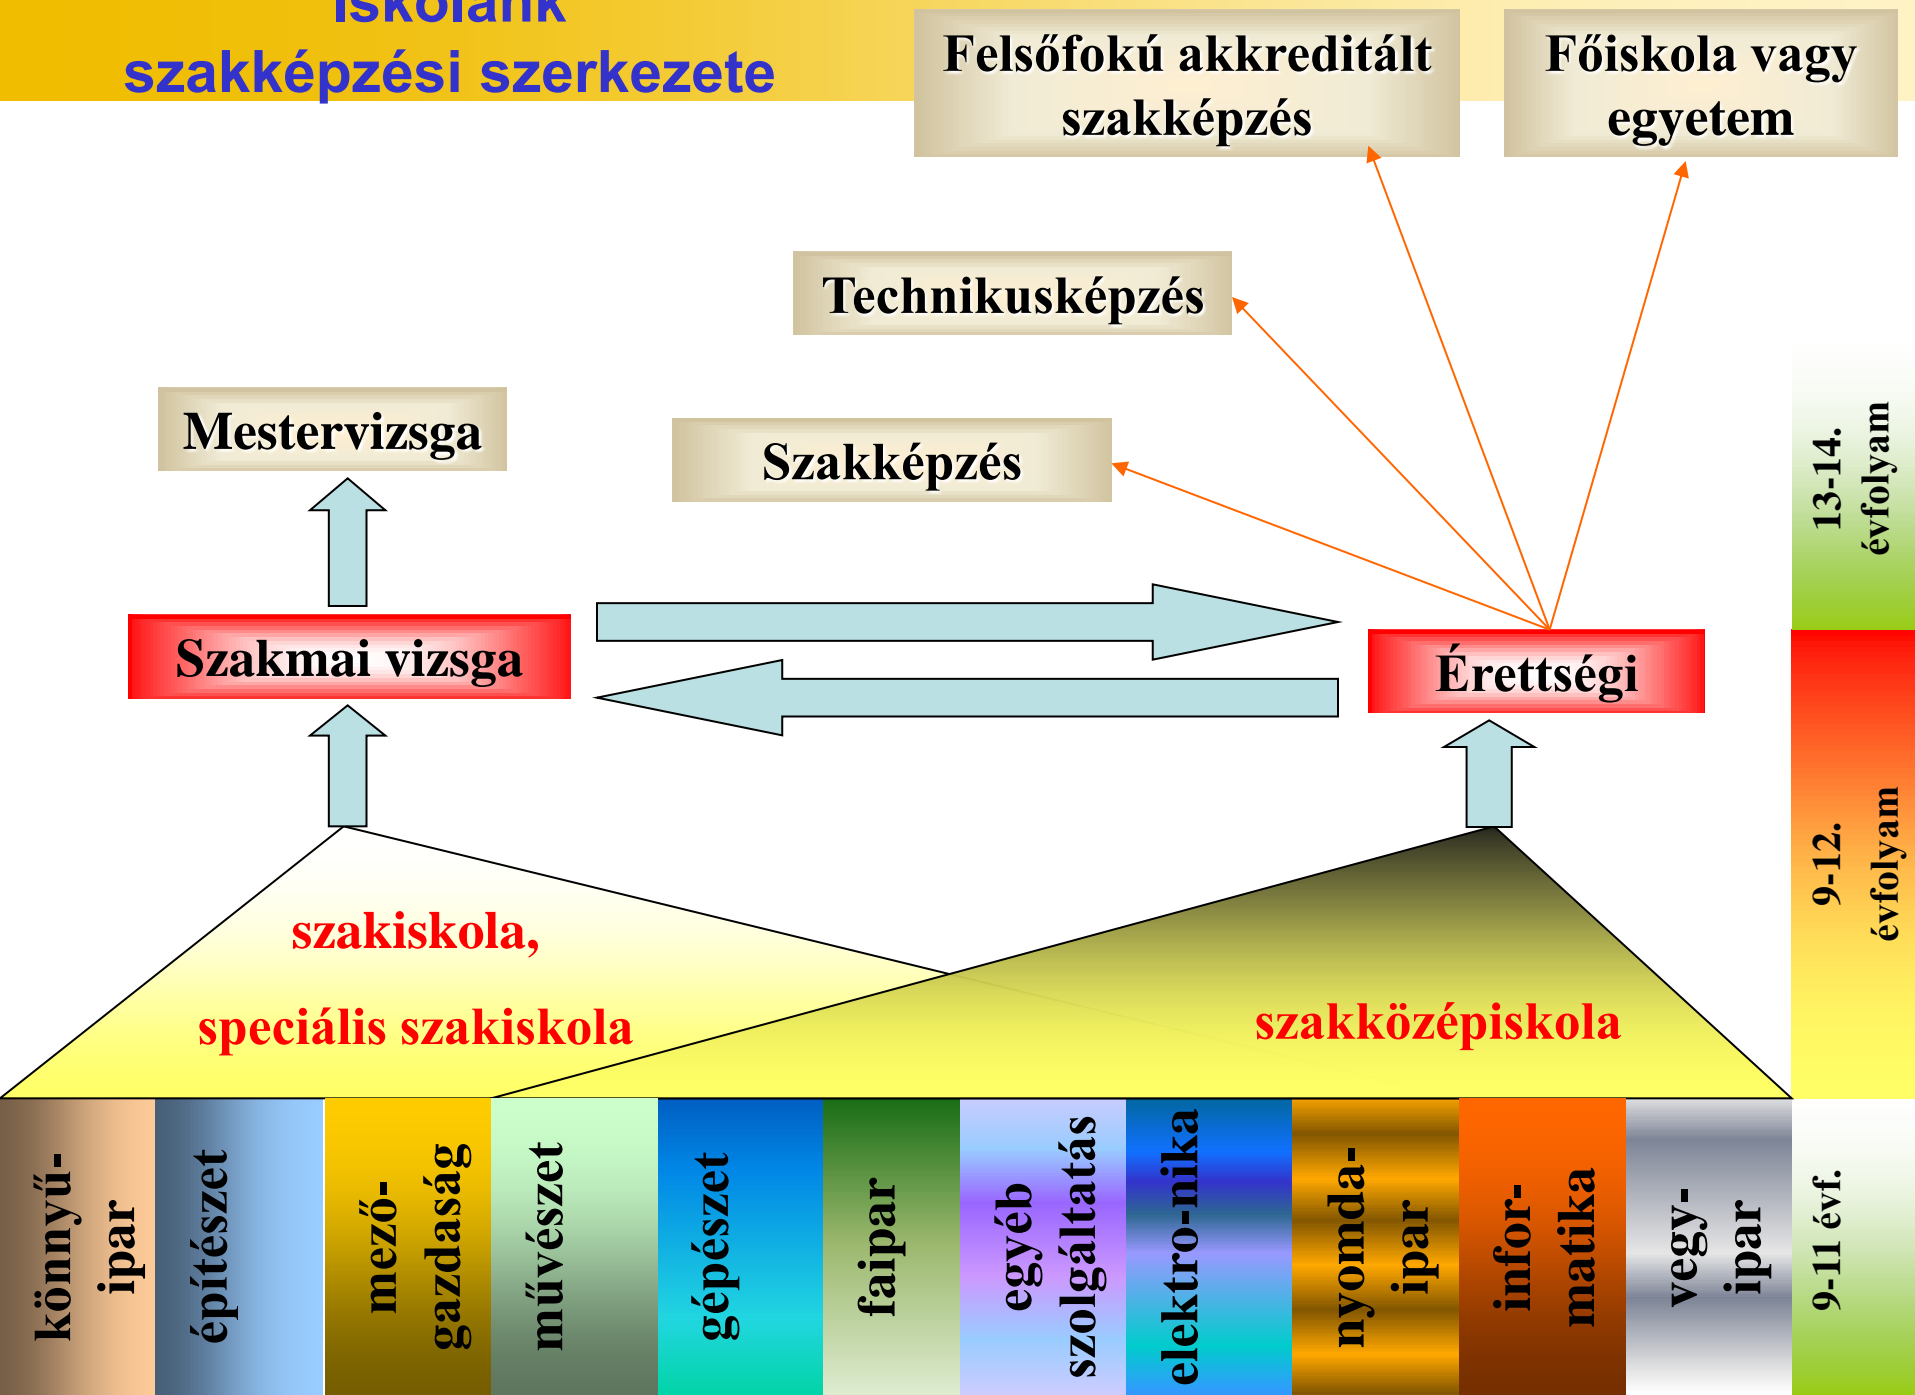 Iskolánk
szakképzési szerkezete
Felsőfokú akkreditált
szakképzés
Főiskola vagy
egyetem
Technikusképzés
Mestervizsga
Szakképzés
13-14.
évfolyam
Szakmai vizsga
Érettségi
9-12.
évfolyam
szakiskola,
speciális szakiskola
szakközépiskola
könnyű-
ipar
építészet
mező-
gazdaság
művészet
gépészet
faipar
egyéb
szolgáltatás
elektro-nika
nyomda-
ipar
infor-
matika
vegy-
ipar
9-11 évf.